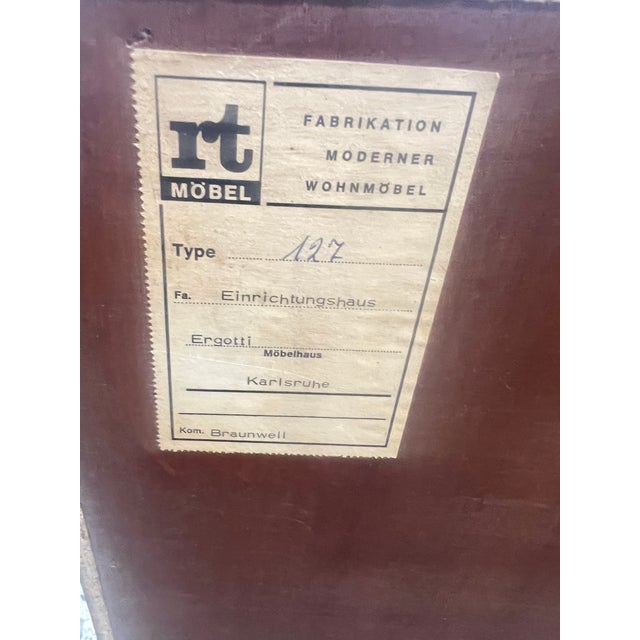 rt
MÖBEL
FABRIKATION
MODERNER
WOHNMÖBEL
Type 127
Fa. Einrichtungshaus
Ergotti
Möbelhaus
Karlsruhe
Kom. Braunwell